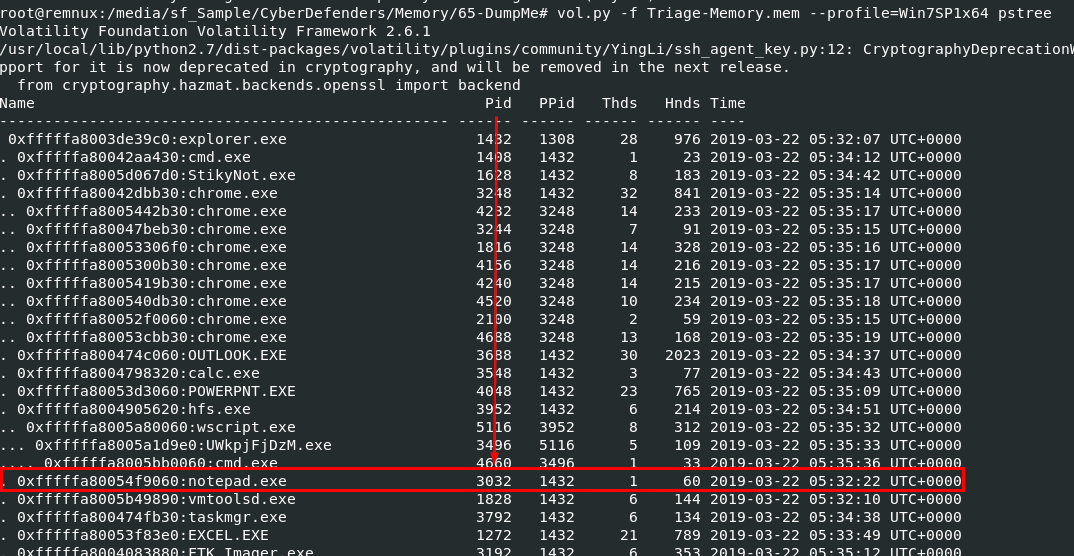 root@remnux:/media/sf_Sample/CyberDefenders/Memory/65-DumpMe# vol.py -f Triage-Memory.mem --profile=Win7SP1x64 pstree
Volatility Foundation Volatility Framework 2.6.1
/usr/local/lib/python2.7/dist-packages/volatility/plugins/community/YingLi/ssh_agent_key.py:12: CryptographyDeprecationW
pport for it is now deprecated in cryptography, and will be removed in the next release.
  from cryptography.hazmat.backends.openssl import backend
Name                                                  Pid   PPid   Thds   Hnds Time
-------------------------------------------------- ------ ------ ------ ------ ----
 0xfffffa8003de39c0:explorer.exe                     1432   1308     28    976 2019-03-22 05:32:07 UTC+0000
. 0xfffffa80042aa430:cmd.exe                         1408   1432      1     23 2019-03-22 05:34:12 UTC+0000
. 0xfffffa8005d067d0:StikyNot.exe                    1628   1432      8    183 2019-03-22 05:34:42 UTC+0000
. 0xfffffa80042dbb30:chrome.exe                      3248   1432     32    841 2019-03-22 05:35:14 UTC+0000
.. 0xfffffa8005442b30:chrome.exe                     4232   3248     14    233 2019-03-22 05:35:17 UTC+0000
.. 0xfffffa80047beb30:chrome.exe                     3244   3248      7     91 2019-03-22 05:35:15 UTC+0000
.. 0xfffffa80053306f0:chrome.exe                     1816   3248     14    328 2019-03-22 05:35:16 UTC+0000
.. 0xfffffa8005300b30:chrome.exe                     4156   3248     14    216 2019-03-22 05:35:17 UTC+0000
.. 0xfffffa8005419b30:chrome.exe                     4240   3248     14    215 2019-03-22 05:35:17 UTC+0000
.. 0xfffffa800540db30:chrome.exe                     4520   3248     10    234 2019-03-22 05:35:18 UTC+0000
.. 0xfffffa80052f0060:chrome.exe                     2100   3248      2     59 2019-03-22 05:35:15 UTC+0000
.. 0xfffffa80053cbb30:chrome.exe                     4688   3248     13    168 2019-03-22 05:35:19 UTC+0000
. 0xfffffa800474c060:OUTLOOK.EXE                     3688   1432     30   2023 2019-03-22 05:34:37 UTC+0000
. 0xfffffa8004798320:calc.exe                        3548   1432      3     77 2019-03-22 05:34:43 UTC+0000
. 0xfffffa80053d3060:POWERPNT.EXE                    4048   1432     23    765 2019-03-22 05:35:09 UTC+0000
. 0xfffffa8004905620:hfs.exe                         3952   1432      6    214 2019-03-22 05:34:51 UTC+0000
.. 0xfffffa8005a80060:wscript.exe                    5116   3952      8    312 2019-03-22 05:35:32 UTC+0000
... 0xfffffa8005a1d9e0:UWkpjFjDzM.exe                3496   5116      5    109 2019-03-22 05:35:33 UTC+0000
.... 0xfffffa8005bb0060:cmd.exe                      4660   3496      1     33 2019-03-22 05:35:36 UTC+0000
. 0xfffffa80054f9060:notepad.exe                     3032   1432      1     60 2019-03-22 05:32:22 UTC+0000
. 0xfffffa8005b49890:vmtoolsd.exe                    1828   1432      6    144 2019-03-22 05:32:10 UTC+0000
. 0xfffffa800474fb30:taskmgr.exe                     3792   1432      6    134 2019-03-22 05:34:38 UTC+0000
. 0xfffffa80053f83e0:EXCEL.EXE                       1272   1432     21    789 2019-03-22 05:33:49 UTC+0000
. 0xfffffa8004083880:FTK Imager.exe                  3192   1432      6    353 2019-03-22 05:35:12 UTC+0000